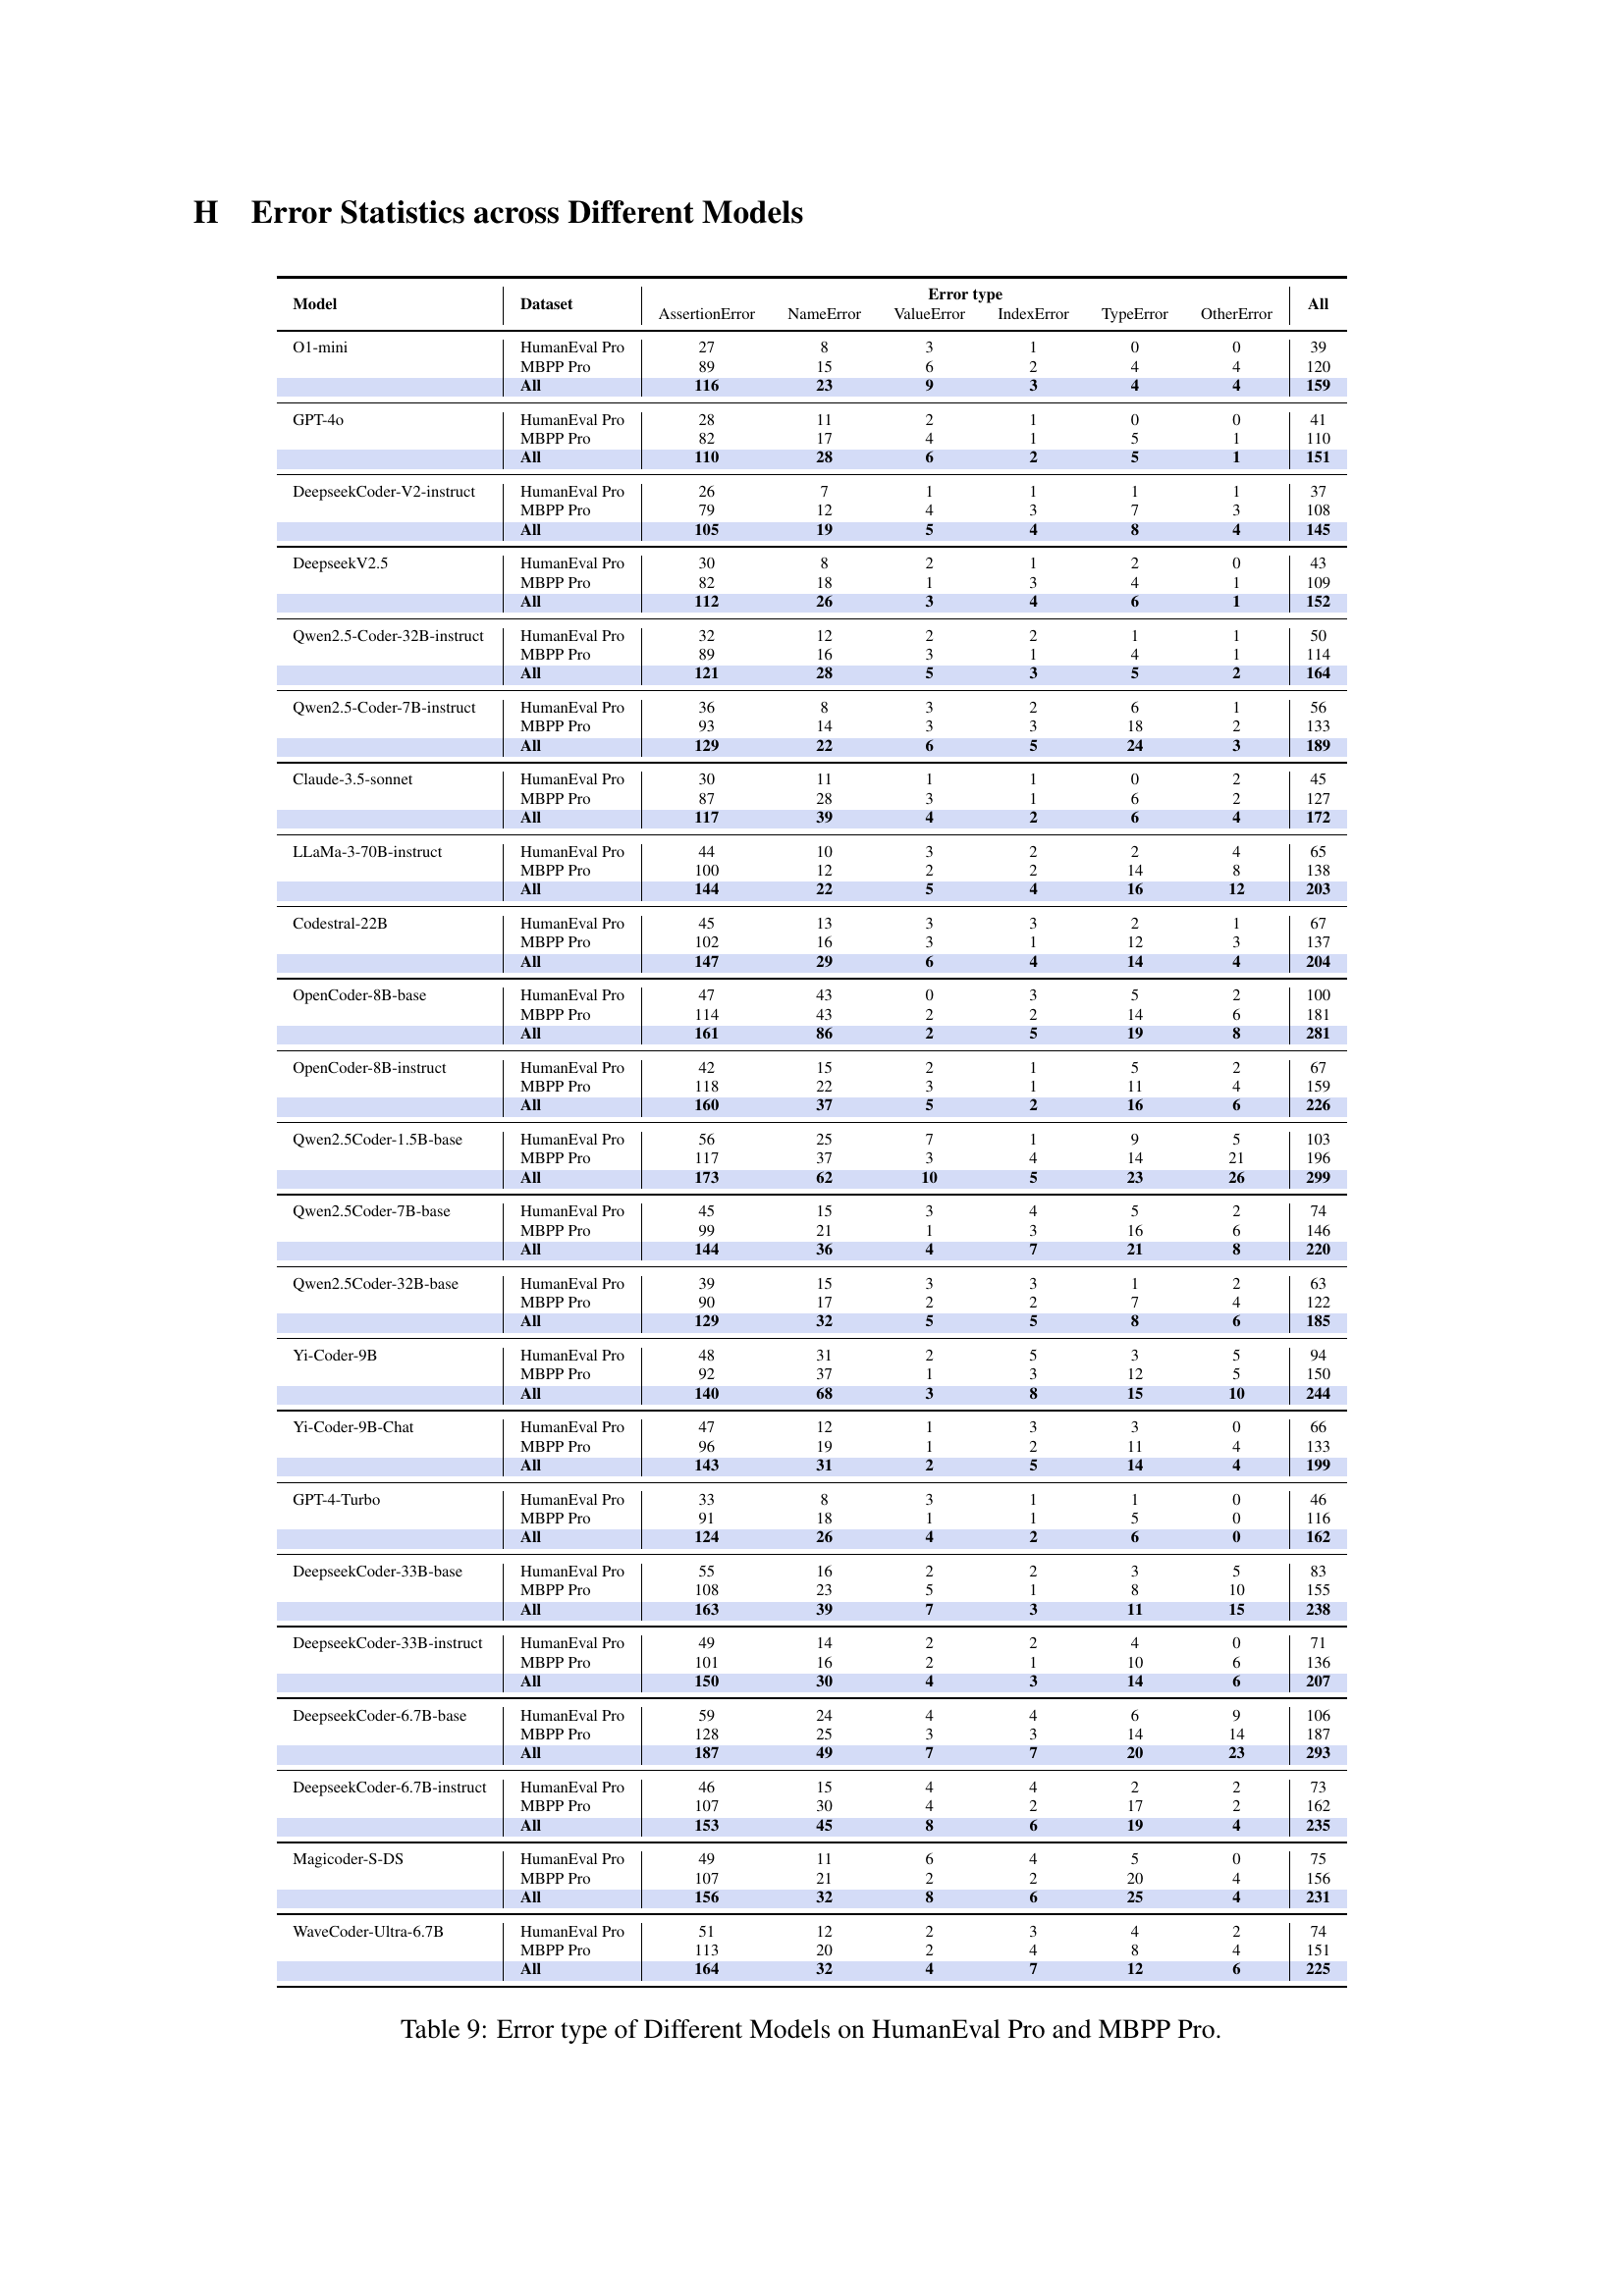 H Error Statistics across Different Models
Model Dataset Error type All
AssertionError NameError ValueError IndexError TypeError OtherError
O1-mini HumanEval Pro 27 8 3 1 0 0 39
MBPP Pro 89 15 6 2 4 4 120
All 116 23 9 3 4 4 159
GPT-4o HumanEval Pro 28 11 2 1 0 0 41
MBPP Pro 82 17 4 1 5 1 110
All 110 28 6 2 5 1 151
DeepseekCoder-V2-instruct HumanEval Pro 26 7 1 1 1 1 37
MBPP Pro 79 12 4 3 7 3 108
All 105 19 5 4 8 4 145
DeepseekV2.5 HumanEval Pro 30 8 2 1 2 0 43
MBPP Pro 82 18 1 3 4 1 109
All 112 26 3 4 6 1 152
Qwen2.5-Coder-32B-instruct HumanEval Pro 32 12 2 2 1 1 50
MBPP Pro 89 16 3 1 4 1 114
All 121 28 5 3 5 2 164
Qwen2.5-Coder-7B-instruct HumanEval Pro 36 8 3 2 6 1 56
MBPP Pro 93 14 3 3 18 2 133
All 129 22 6 5 24 3 189
Claude-3.5-sonnet HumanEval Pro 30 11 1 1 0 2 45
MBPP Pro 87 28 3 1 6 2 127
All 117 39 4 2 6 4 172
LLaMa-3-70B-instruct HumanEval Pro 44 10 3 2 2 4 65
MBPP Pro 100 12 2 2 14 8 138
All 144 22 5 4 16 12 203
Codestral-22B HumanEval Pro 45 13 3 3 2 1 67
MBPP Pro 102 16 3 1 12 3 137
All 147 29 6 4 14 4 204
OpenCoder-8B-base HumanEval Pro 47 43 0 3 5 2 100
MBPP Pro 114 43 2 2 14 6 181
All 161 86 2 5 19 8 281
OpenCoder-8B-instruct HumanEval Pro 42 15 2 1 5 2 67
MBPP Pro 118 22 3 1 11 4 159
All 160 37 5 2 16 6 226
Qwen2.5Coder-1.5B-base HumanEval Pro 56 25 7 1 9 5 103
MBPP Pro 117 37 3 4 14 21 196
All 173 62 10 5 23 26 299
Qwen2.5Coder-7B-base HumanEval Pro 45 15 3 4 5 2 74
MBPP Pro 99 21 1 3 16 6 146
All 144 36 4 7 21 8 220
Qwen2.5Coder-32B-base HumanEval Pro 39 15 3 3 1 2 63
MBPP Pro 90 17 2 2 7 4 122
All 129 32 5 5 8 6 185
Yi-Coder-9B HumanEval Pro 48 31 2 5 3 5 94
MBPP Pro 92 37 1 3 12 5 150
All 140 68 3 8 15 10 244
Yi-Coder-9B-Chat HumanEval Pro 47 12 1 3 3 0 66
MBPP Pro 96 19 1 2 11 4 133
All 143 31 2 5 14 4 199
GPT-4-Turbo HumanEval Pro 33 8 3 1 1 0 46
MBPP Pro 91 18 1 1 5 0 116
All 124 26 4 2 6 0 162
DeepseekCoder-33B-base HumanEval Pro 55 16 2 2 3 5 83
MBPP Pro 108 23 5 1 8 10 155
All 163 39 7 3 11 15 238
DeepseekCoder-33B-instruct HumanEval Pro 49 14 2 2 4 0 71
MBPP Pro 101 16 2 1 10 6 136
All 150 30 4 3 14 6 207
DeepseekCoder-6.7B-base HumanEval Pro 59 24 4 4 6 9 106
MBPP Pro 128 25 3 3 14 14 187
All 187 49 7 7 20 23 293
DeepseekCoder-6.7B-instruct HumanEval Pro 46 15 4 4 2 2 73
MBPP Pro 107 30 4 2 17 2 162
All 153 45 8 6 19 4 235
Magicoder-S-DS HumanEval Pro 49 11 6 4 5 0 75
MBPP Pro 107 21 2 2 20 4 156
All 156 32 8 6 25 4 231
WaveCoder-Ultra-6.7B HumanEval Pro 51 12 2 3 4 2 74
MBPP Pro 113 20 2 4 8 4 151
All 164 32 4 7 12 6 225
Table 9: Error type of Different Models on HumanEval Pro and MBPP Pro.